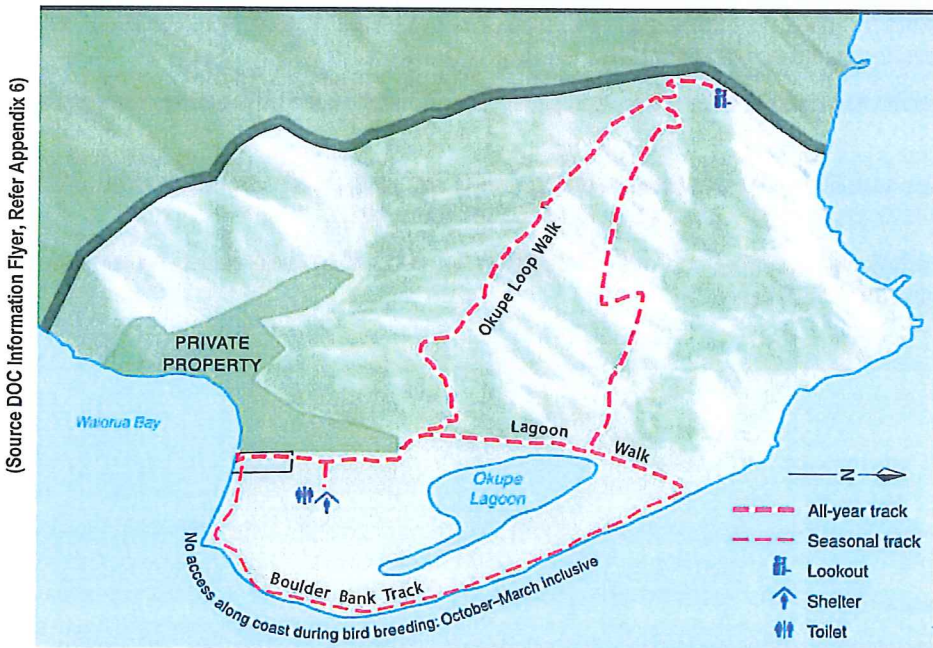 (Source DOC Information Flyer, Refer Appendix 6)
Okupe Loop Walk
PRIVATE
PROPERTY
Waiorua Bay
Lagoon Walk
Okupe
Lagoon
Boulder Bank Track
No access along coast during bird breeding: October–March inclusive
N
All-year track
Seasonal track
Lookout
Shelter
Toilet